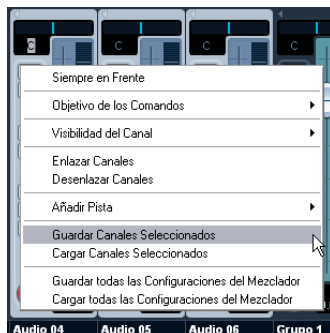 C C C C
Siempre en Frente
Objetivo de los Comandos
Visibilidad del Canal
Enlazar Canales
Desenlazar Canales
Añadir Pista
Guardar Canales Seleccionados
Cargar Canales Seleccionados
Guardar todas las Configuraciones del Mezclador
Cargar todas las Configuraciones del Mezclador
Audio 04 Audio 05 Audio 06 Grupo